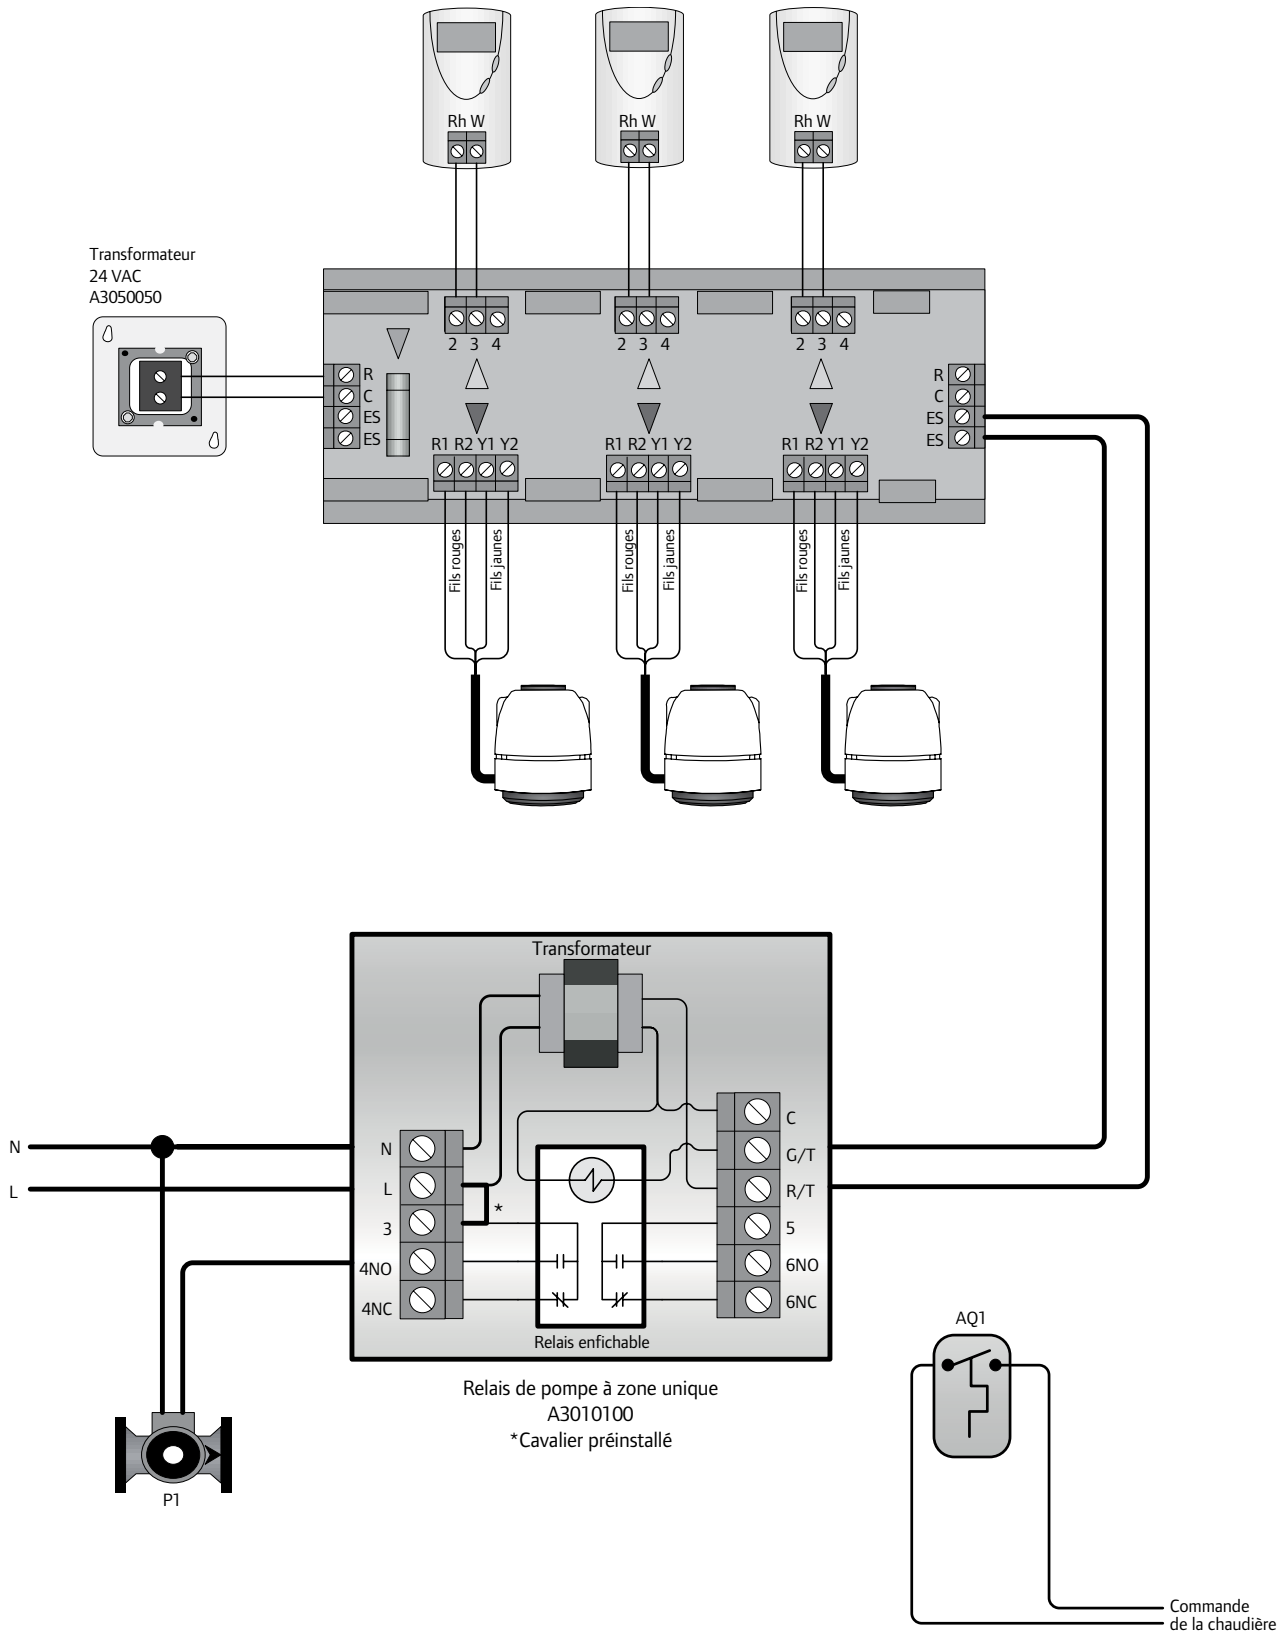 Rh W
Rh W
Rh W
Transformateur
24 VAC
A3050050
2 3 4
2 3 4
2 3 4
R
C
ES
ES
R
C
ES
ES
R1 R2 Y1 Y2
R1 R2 Y1 Y2
R1 R2 Y1 Y2
Fils rouges
Fils jaunes
Fils rouges
Fils jaunes
Fils rouges
Fils jaunes
Transformateur
N
L
N
L
3
4NO
4NC
*
C
G/T
R/T
5
6NO
6NC
Relais enfichable
Relais de pompe à zone unique
A3010100
*Cavalier préinstallé
P1
AQ1
Commande
de la chaudière